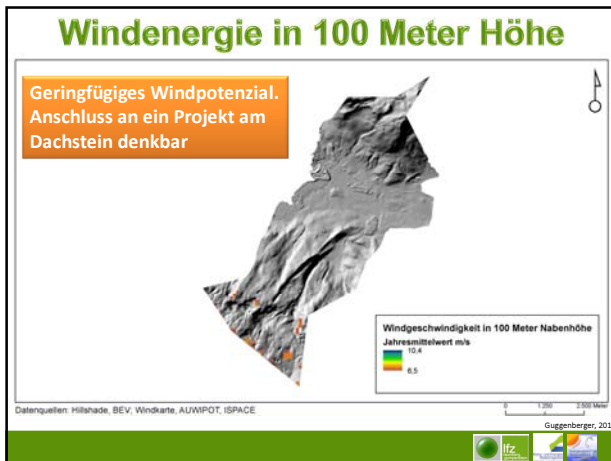 Windenergie in 100 Meter Höhe
Geringfügiges Windpotenzial.
Anschluss an ein Projekt am
Dachstein denkbar
Windgeschwindigkeit in 100 Meter Nabenhöhe
Jahresmittelwert m/s
10,4
6,5
Datenquellen: Hillshade, BEV; Windkarte, AUWIPOT, ISPACE
0 1.250 2.500 Meter
Guggenberger, 201
lfz